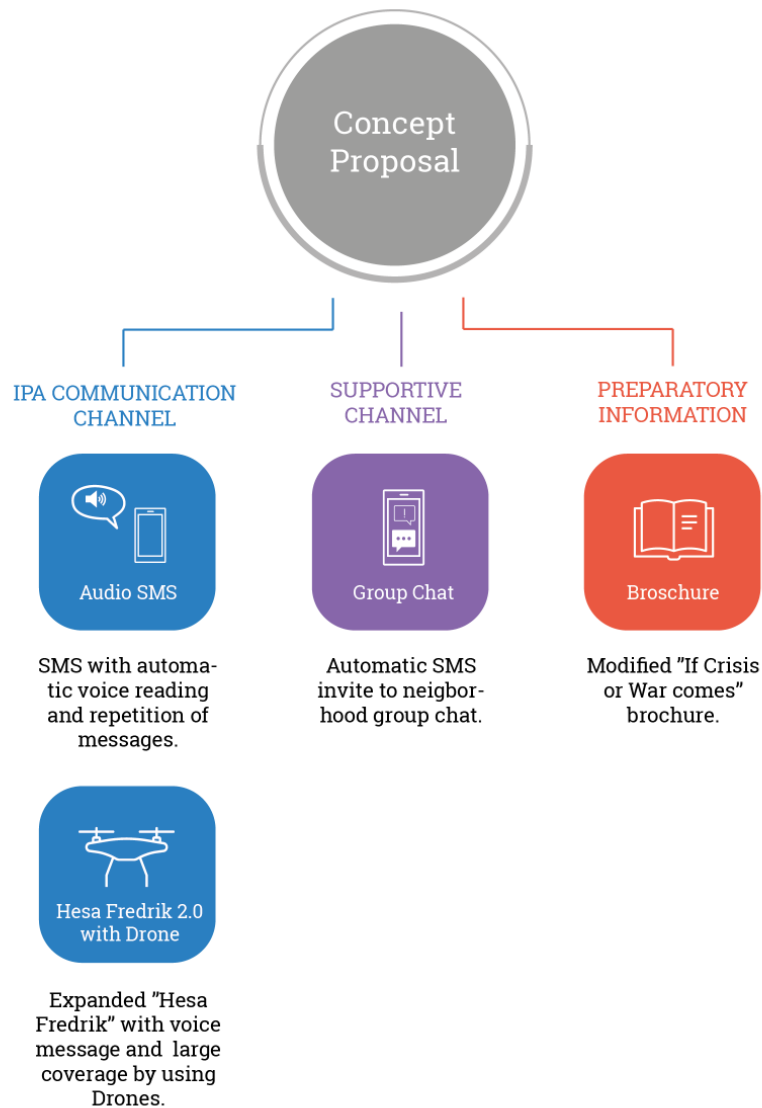 Concept
Proposal
IPA COMMUNICATION
CHANNEL
Audio SMS
SMS with automa-
tic voice reading
and repetition of
messages.
Hesa Fredrik 2.0
with Drone
Expanded ”Hesa
Fredrik” with voice
message and large
coverage by using
Drones.
SUPPORTIVE
CHANNEL
Group Chat
Automatic SMS
invite to neigbor-
hood group chat.
PREPARATORY
INFORMATION
Broschure
Modified ”If Crisis
or War comes”
brochure.